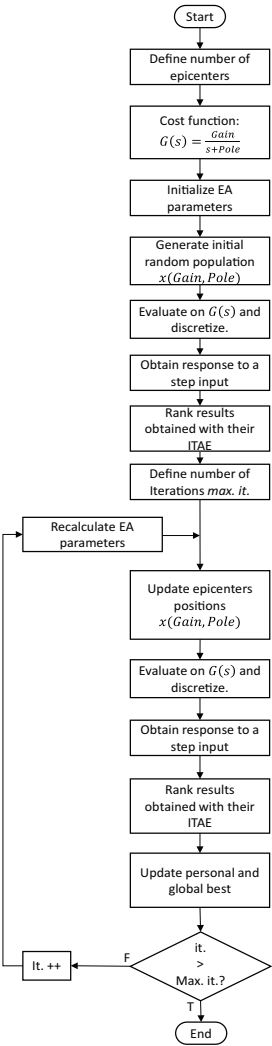 Start
Define number of
epicenters
Cost function:
G(s) = Gain / s+Pole
Initialize EA
parameters
Generate initial
random population
x(Gain, Pole)
Evaluate on G(s) and
discretize.
Obtain response to a
step input
Rank results
obtained with their
ITAE
Define number of
Iterations max. it.
Recalculate EA
parameters
Update epicenters
positions
x(Gain, Pole)
Evaluate on G(s) and
discretize.
Obtain response to a
step input
Rank results
obtained with their
ITAE
Update personal and
global best
it.
>
Max. it.?
F
It. ++
T
End